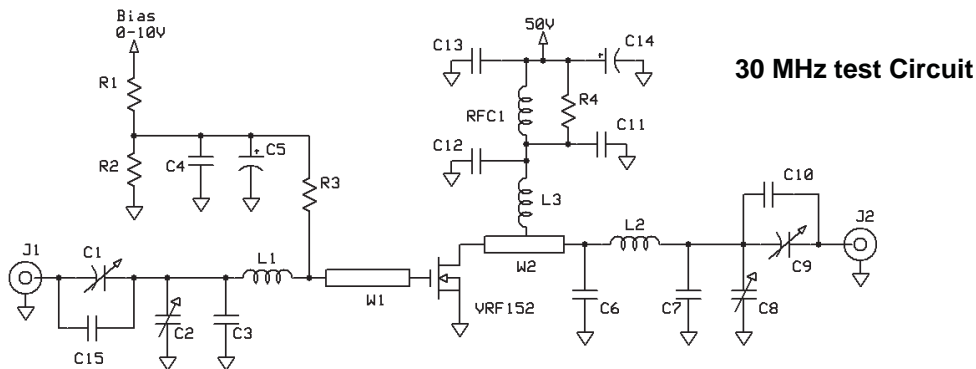 Bias
0-10V
50V
C13
C14
30 MHz test Circuit
R1
R4
RFC1
C11
C12
R2
C4
C5
R3
L3
C10
J1
C1
L1
L2
J2
W2
C9
W1
C15
C2
C3
VRF152
C6
C7
C8